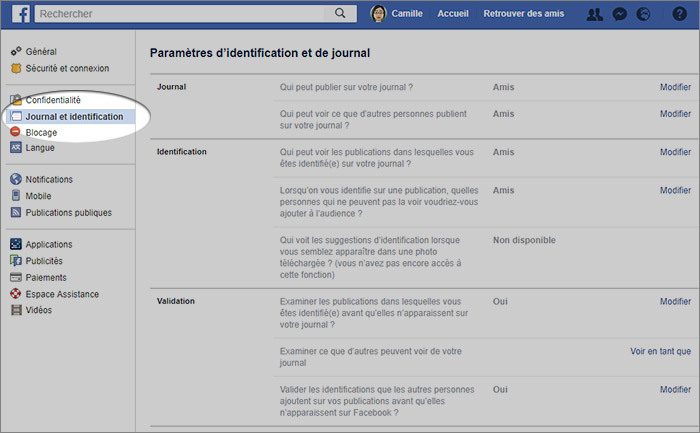 f Rechercher Camille Accueil Retrouver des amis ?
Général
Sécurité et connexion
Confidentialité
Journal et identification
Blocage
Langue
Notifications
Mobile
Publications publiques
Applications
Publicités
Paiements
Espace Assistance
Vidéos
Paramètres d'identification et de journal
Journal Qui peut publier sur votre journal ? Amis Modifier
Qui peut voir ce que d'autres personnes publient Amis Modifier
sur votre journal ?
Identification Qui peut voir les publications dans lesquelles vous Amis Modifier
êtes identifié(e) sur votre journal ?
Lorsqu'on vous identifie sur une publication, quelles Amis Modifier
personnes qui ne peuvent pas la voir voudriez-vous
ajouter à l'audience ?
Qui voit les suggestions d'identification lorsque Non disponible
vous semblez apparaître dans une photo
téléchargée ? (vous n'avez pas encore accès à
cette fonction)
Validation Examiner les publications dans lesquelles vous Oui Modifier
êtes identifié(e) avant qu'elles n'apparaissent sur
votre journal ?
Examiner ce que d'autres peuvent voir de votre Voir en tant que
journal
Valider les identifications que les autres personnes Oui Modifier
ajoutent sur vos publications avant qu'elles
n'apparaissent sur Facebook ?